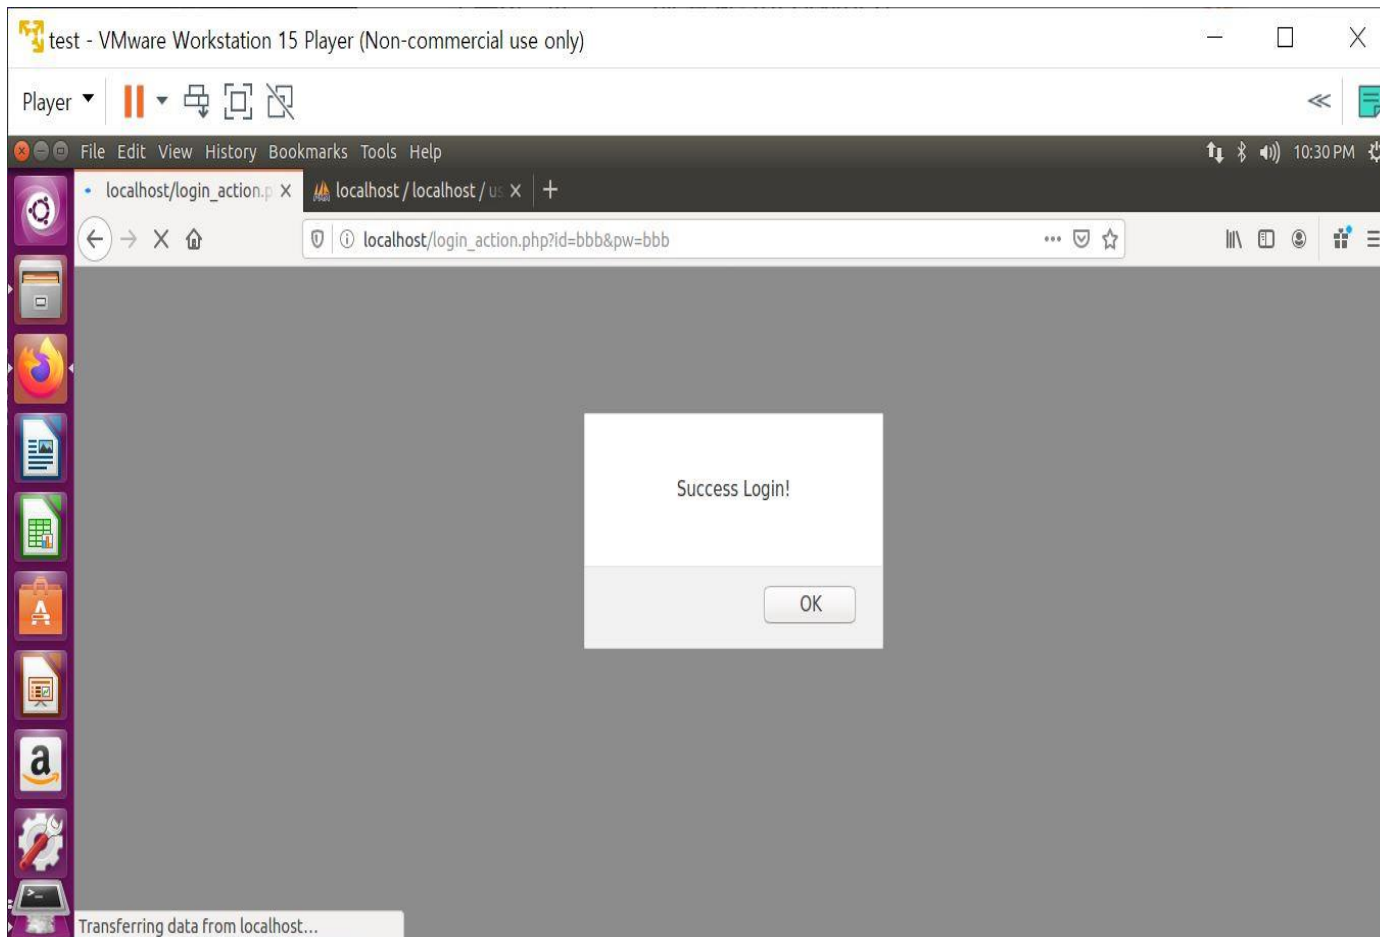 test - VMware Workstation 15 Player (Non-commercial use only)
Player
File Edit View History Bookmarks Tools Help
10:30 PM
localhost/login_action.p
localhost / localhost / us
localhost/login_action.php?id=bbb&pw=bbb
Success Login!
OK
Transferring data from localhost...